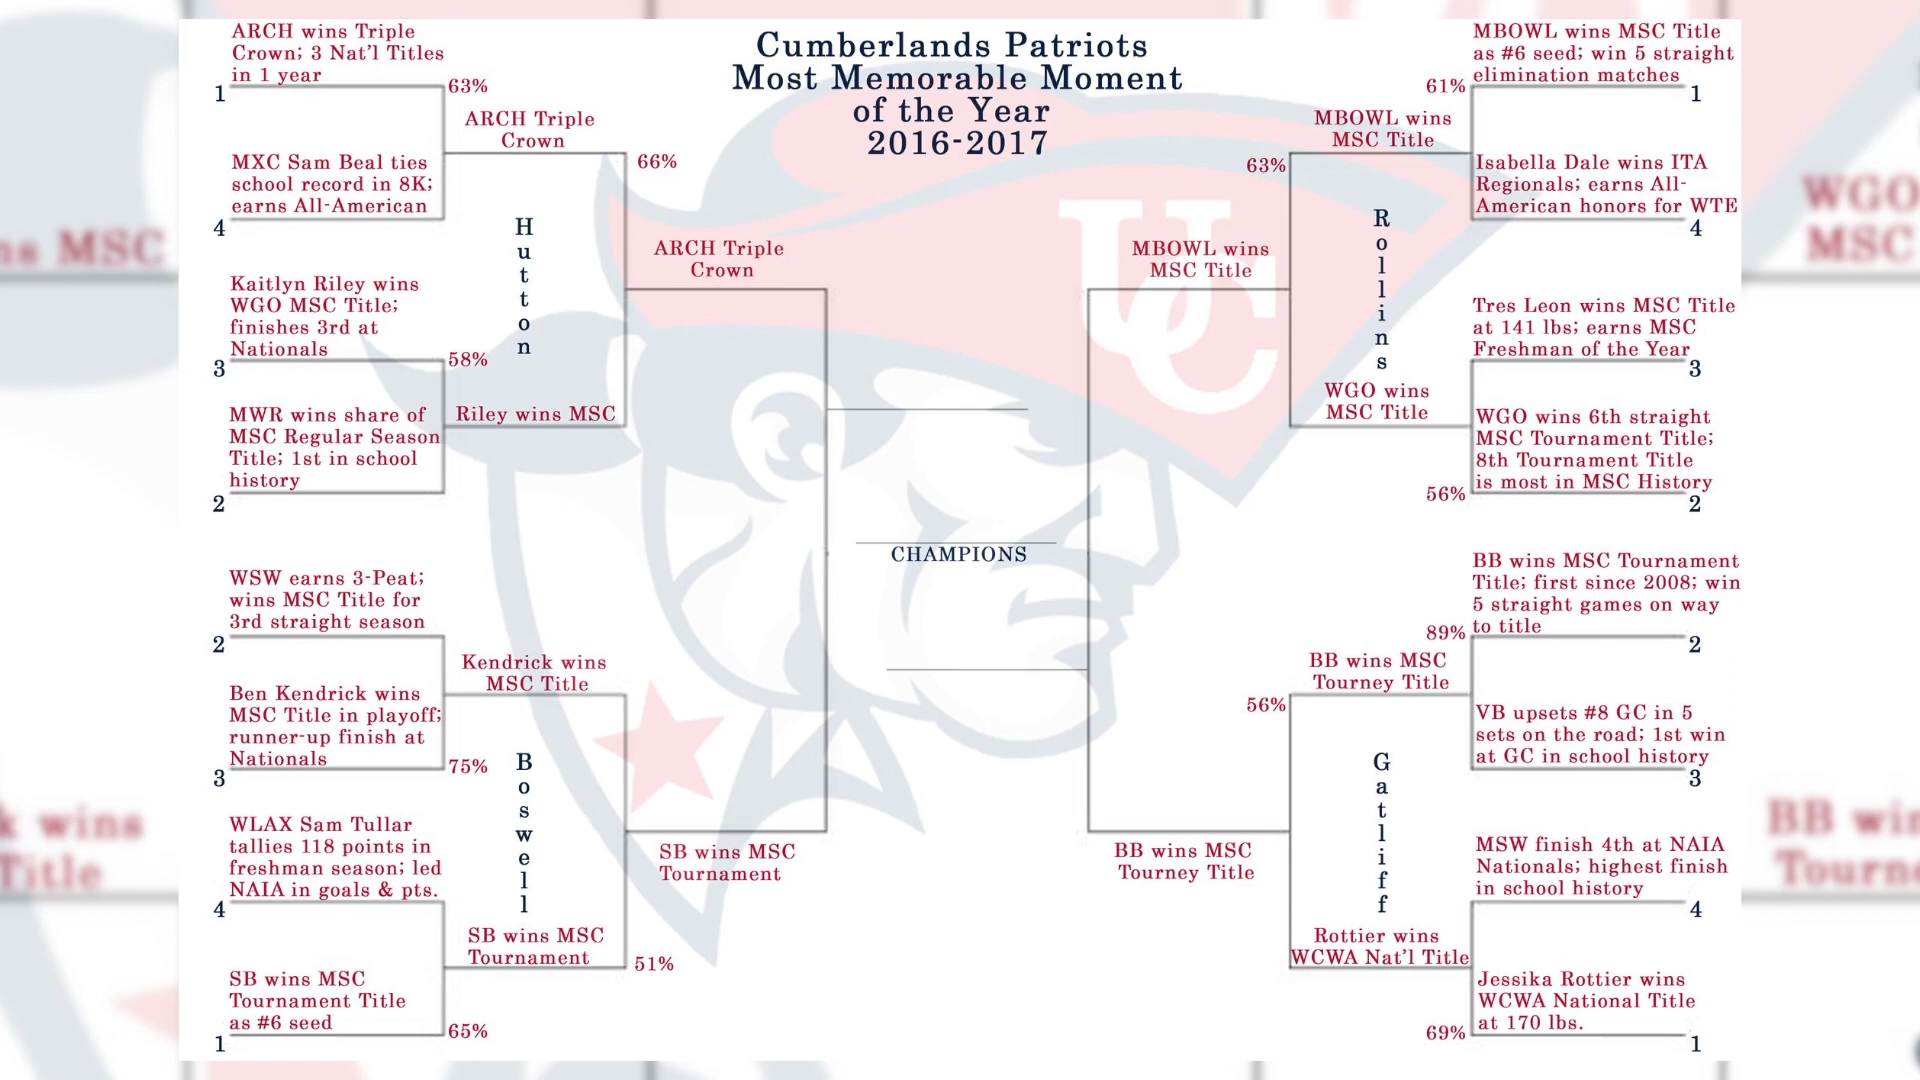 Cumberlands Patriots
Most Memorable Moment
of the Year
2016-2017
ARCH wins Triple
Crown; 3 Nat'l Titles
in 1 year
1
63%
MXC Sam Beal ties
school record in 8K;
earns All-American
4
ARCH Triple
Crown
66%
Kaitlyn Riley wins
WGO MSC Title;
finishes 3rd at
Nationals
3
58%
MWR wins share of
MSC Regular Season
Title; 1st in school
history
2
Riley wins MSC
Hutton
ARCH Triple
Crown
WSW earns 3-Peat;
wins MSC Title for
3rd straight season
2
Ben Kendrick wins
MSC Title in playoff;
runner-up finish at
Nationals
3
75%
Kendrick wins
MSC Title
WLAX Sam Tullar
tallies 118 points in
freshman season; led
NAIA in goals & pts.
4
SB wins MSC
Tournament Title
as #6 seed
1
65%
SB wins MSC
Tournament
51%
Boswell
SB wins MSC
Tournament
CHAMPIONS
MBOWL wins MSC Title
as #6 seed; win 5 straight
elimination matches
61%
1
Isabella Dale wins ITA
Regionals; earns All-
American honors for WTE
4
MBOWL wins
MSC Title
63%
Tres Leon wins MSC Title
at 141 lbs; earns MSC
Freshman of the Year
3
WGO wins 6th straight
MSC Tournament Title;
8th Tournament Title
is most in MSC History
56%
2
WGO wins
MSC Title
Rollins
MBOWL wins
MSC Title
UC
BB wins MSC Tournament
Title; first since 2008; win
5 straight games on way
to title
89%
2
VB upsets #8 GC in 5
sets on the road; 1st win
at GC in school history
3
BB wins MSC
Tourney Title
56%
MSW finish 4th at NAIA
Nationals; highest finish
in school history
4
Jessika Rottier wins
WCWA National Title
at 170 lbs.
69%
1
Rottier wins
WCWA Nat'l Title
Gatliff
BB wins MSC
Tourney Title